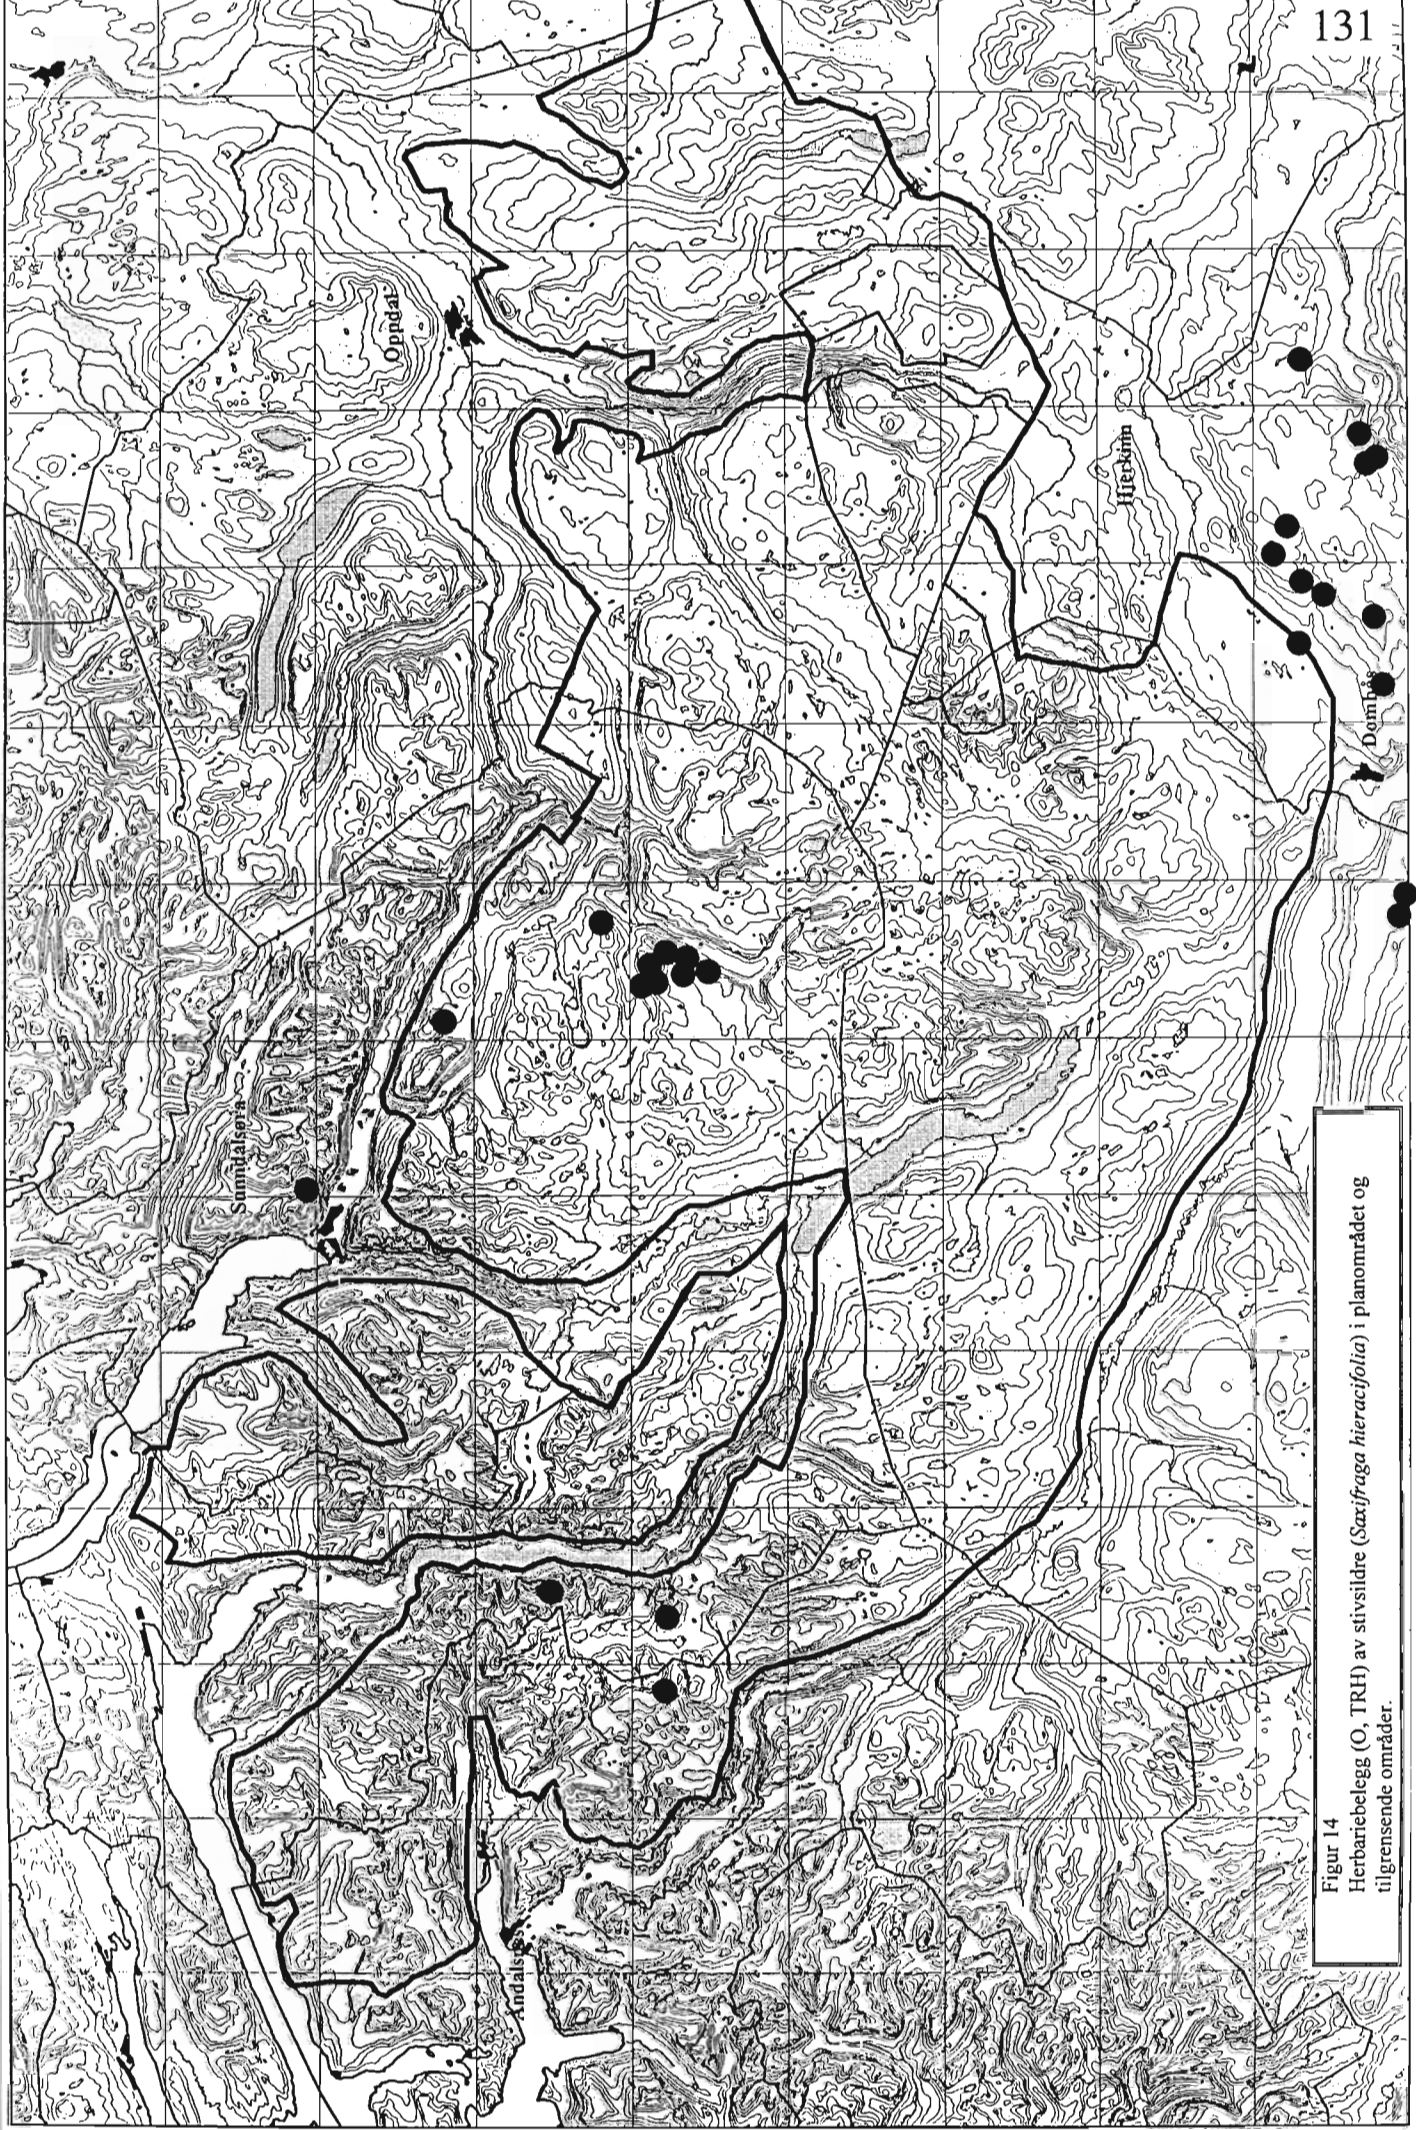 131
Oppdal
Hjerkinn
Sunndalsøra
Dombås
Åndalsnes
Figur 14
Herbariebelegg (O, TRH) av stivsildre (Saxifraga hieracifolia) i planområdet og
tilgrensende områder.